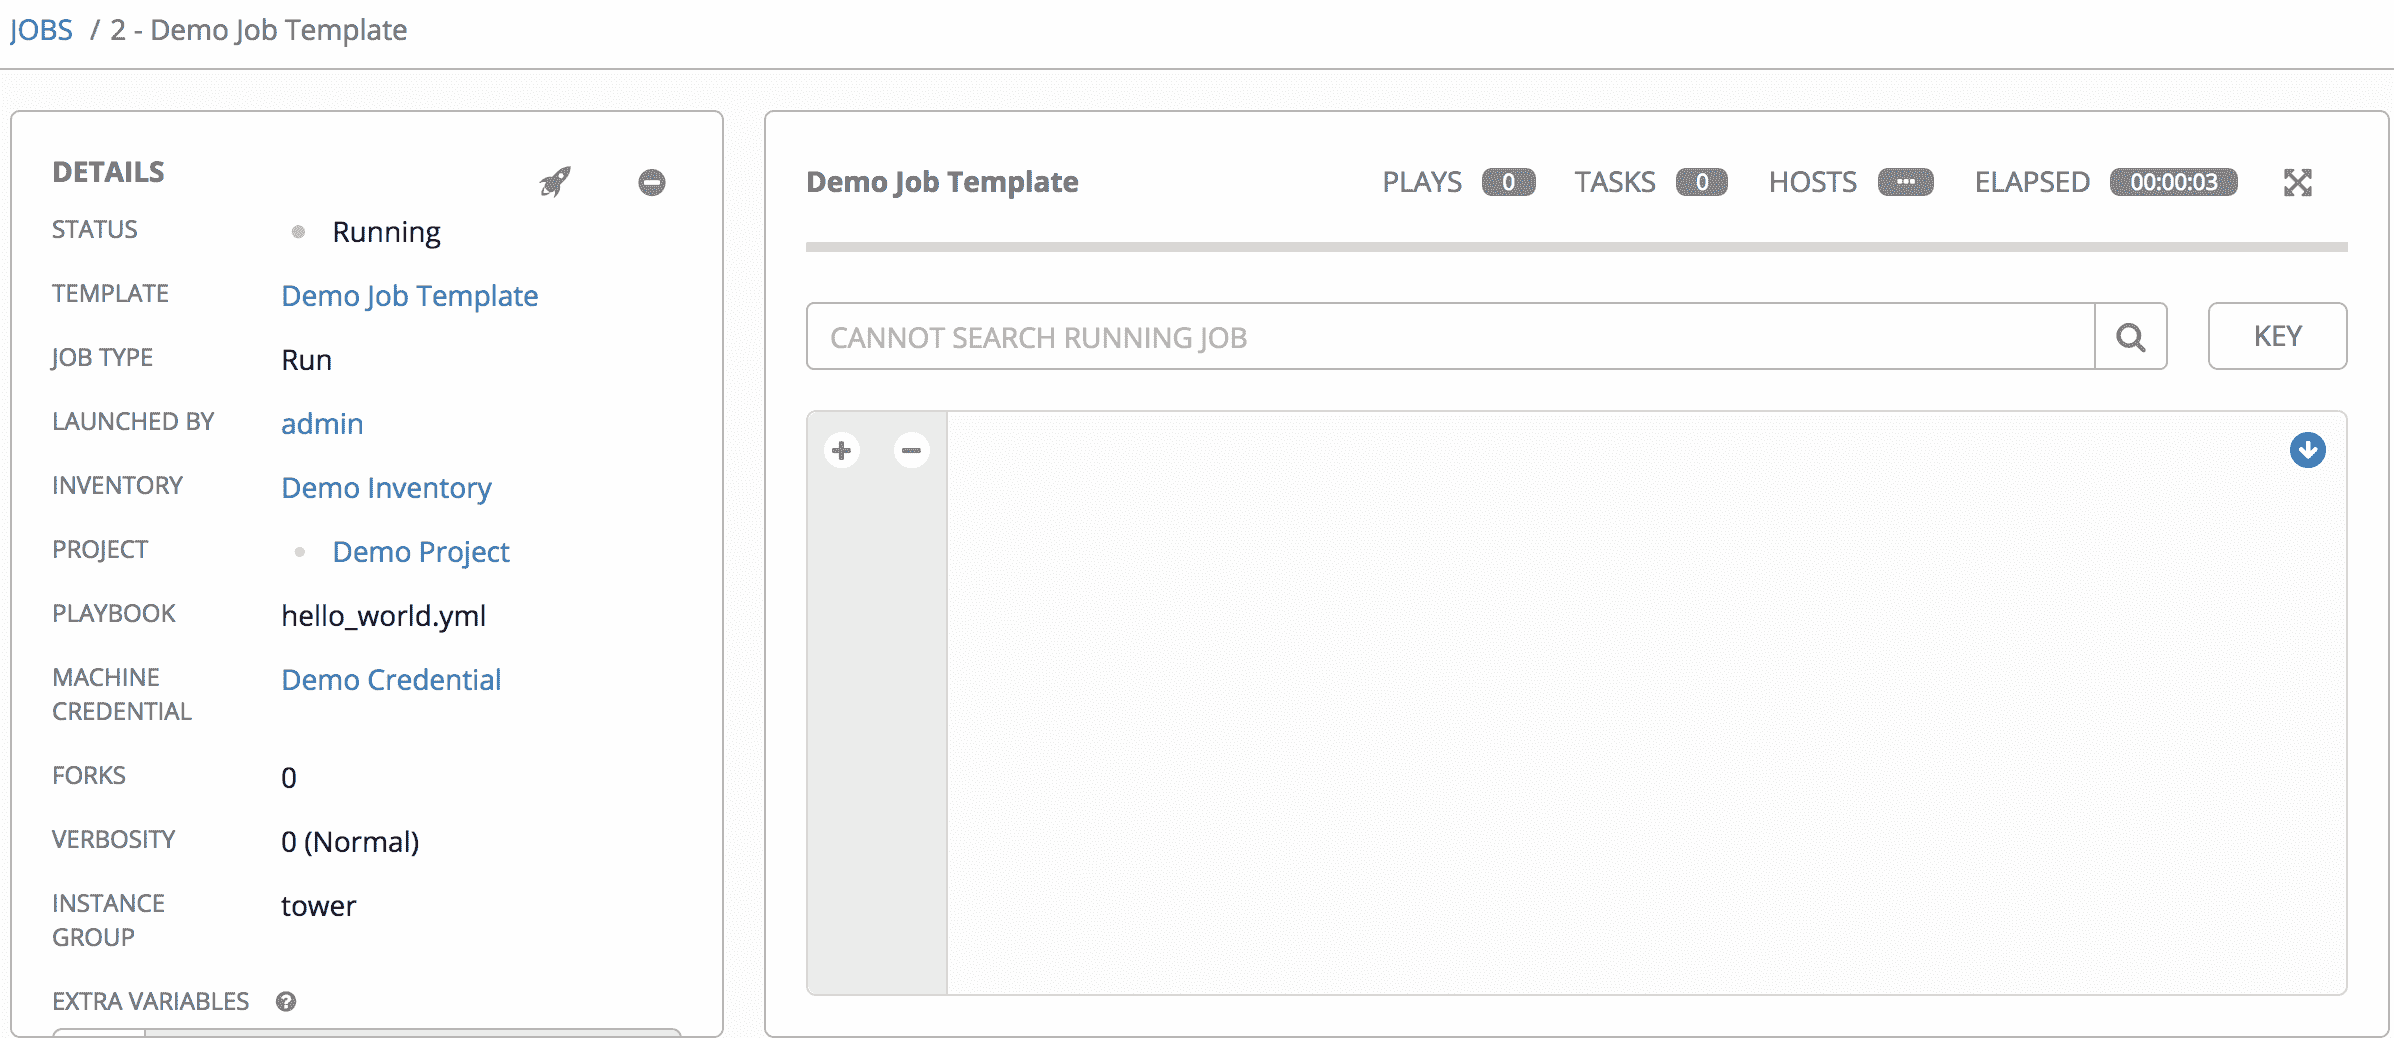 JOBS / 2 - Demo Job Template
DETAILS
STATUS Running
TEMPLATE Demo Job Template
JOB TYPE Run
LAUNCHED BY admin
INVENTORY Demo Inventory
PROJECT Demo Project
PLAYBOOK hello_world.yml
MACHINE CREDENTIAL Demo Credential
FORKS 0
VERBOSITY 0 (Normal)
INSTANCE GROUP tower
EXTRA VARIABLES ?
Demo Job Template PLAYS 0 TASKS 0 HOSTS ... ELAPSED 00:00:03
CANNOT SEARCH RUNNING JOB KEY